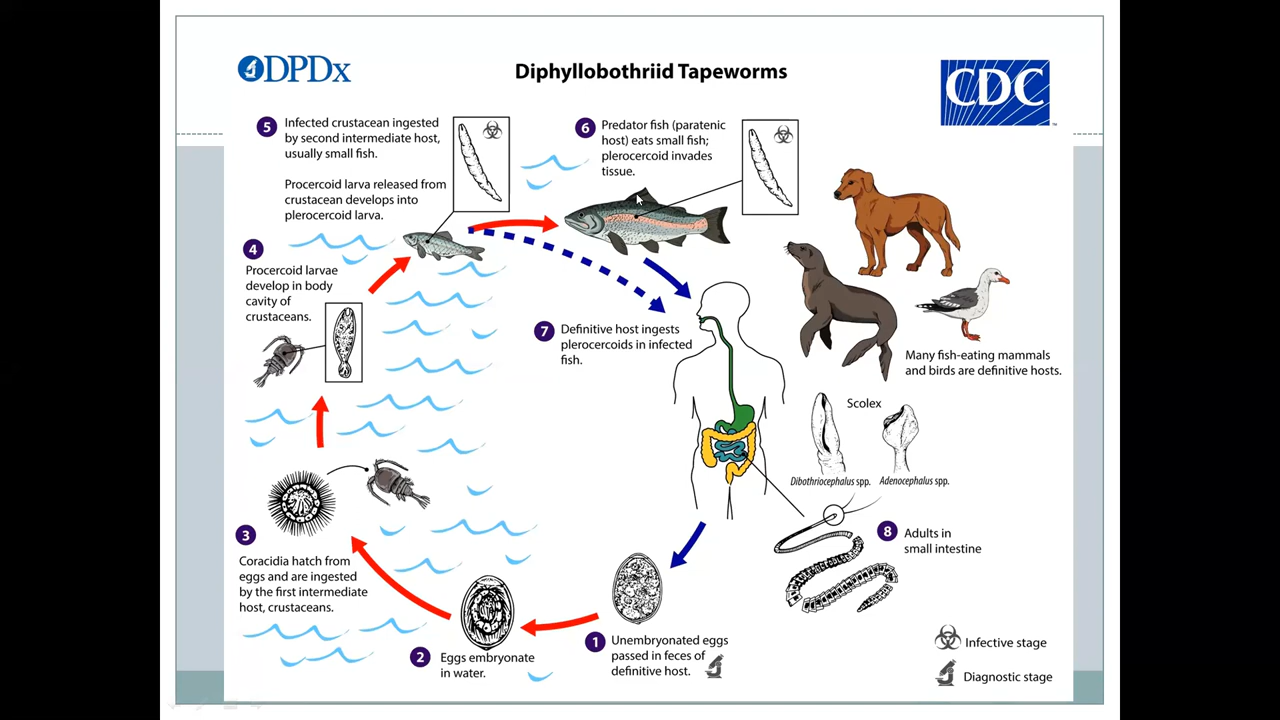 DPDx
Diphyllobothriid Tapeworms
CDC
TM
5
Infected crustacean ingested
by second intermediate host,
usually small fish.
Procercoid larva released from
crustacean develops into
plerocercoid larva.
6
Predator fish (paratenic
host) eats small fish;
plerocercoid invades
tissue.
4
Procercoid larvae
develop in body
cavity of
crustaceans.
7
Definitive host ingests
plerocercoids in infected
fish.
Many fish-eating mammals
and birds are definitive hosts.
Scolex
Dibothriocephalus spp.
Adenocephalus spp.
3
Coracidia hatch from
eggs and are ingested
by the first intermediate
host, crustaceans.
8
Adults in
small intestine
2
Eggs embryonate
in water.
1
Unembryonated eggs
passed in feces of
definitive host.
Infective stage
Diagnostic stage